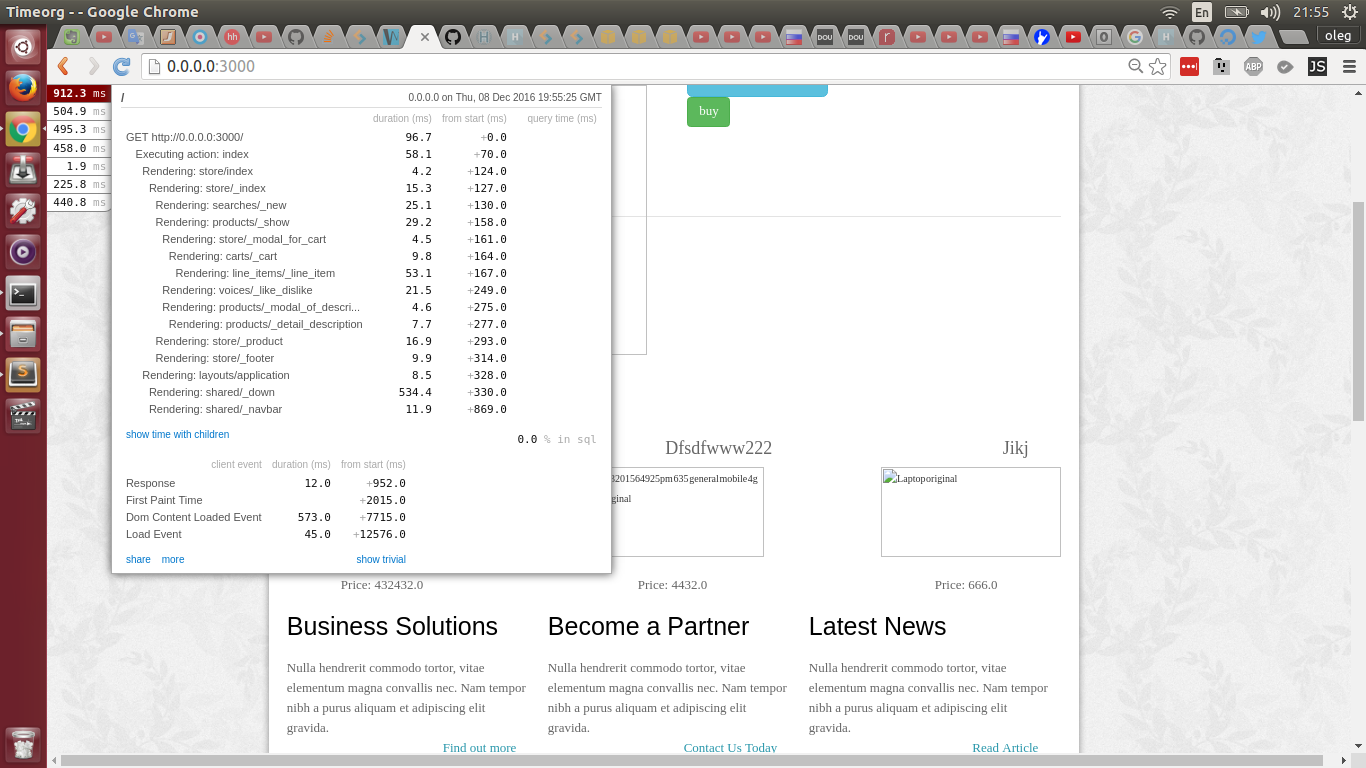 Timeorg - - Google Chrome
En
21:55
hh
DOU
DOU
oleg
0.0.0.0:3000
ABP
JS
912.3 ms
504.9 ms
495.3 ms
458.0 ms
1.9 ms
225.8 ms
440.8 ms
/ 0.0.0.0 on Thu, 08 Dec 2016 19:55:25 GMT
duration (ms) from start (ms) query time (ms)
GET http://0.0.0.0:3000/ 96.7 +0.0
Executing action: index 58.1 +70.0
Rendering: store/index 4.2 +124.0
Rendering: store/_index 15.3 +127.0
Rendering: searches/_new 25.1 +130.0
Rendering: products/_show 29.2 +158.0
Rendering: store/_modal_for_cart 4.5 +161.0
Rendering: carts/_cart 9.8 +164.0
Rendering: line_items/_line_item 53.1 +167.0
Rendering: voices/_like_dislike 21.5 +249.0
Rendering: products/_modal_of_descri... 4.6 +275.0
Rendering: products/_detail_description 7.7 +277.0
Rendering: store/_product 16.9 +293.0
Rendering: store/_footer 9.9 +314.0
Rendering: layouts/application 8.5 +328.0
Rendering: shared/_down 534.4 +330.0
Rendering: shared/_navbar 11.9 +869.0
show time with children
0.0 % in sql
client event duration (ms) from start (ms)
Response 12.0 +952.0
First Paint Time +2015.0
Dom Content Loaded Event 573.0 +7715.0
Load Event 45.0 +12576.0
share more show trivial
buy
Dfsdfwww222
Jikj
3201564925pm635generalmobile4g
ginal
Laptoporiginal
Price: 432432.0
Price: 4432.0
Price: 666.0
Business Solutions
Nulla hendrerit commodo tortor, vitae
elementum magna convallis nec. Nam tempor
nibh a purus aliquam et adipiscing elit
gravida.
Find out more
Become a Partner
Nulla hendrerit commodo tortor, vitae
elementum magna convallis nec. Nam tempor
nibh a purus aliquam et adipiscing elit
gravida.
Contact Us Today
Latest News
Nulla hendrerit commodo tortor, vitae
elementum magna convallis nec. Nam tempor
nibh a purus aliquam et adipiscing elit
gravida.
Read Article